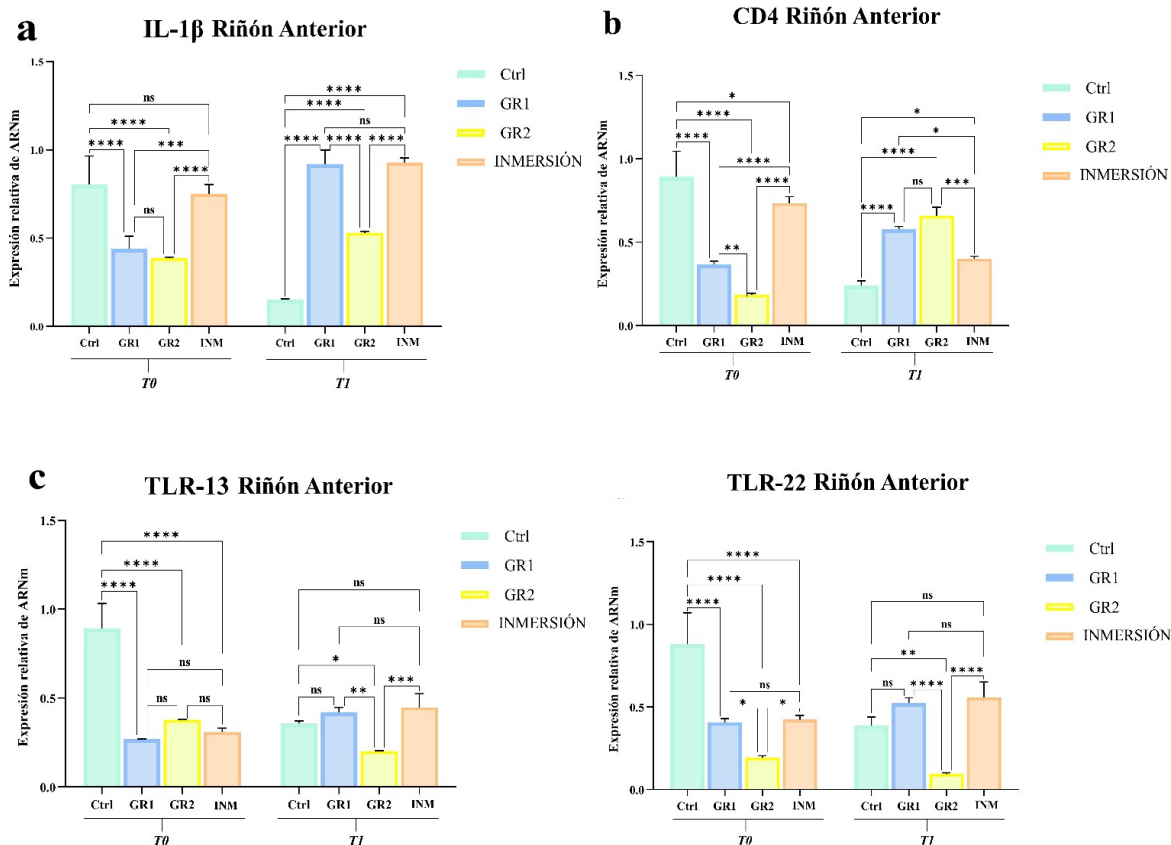 a
IL-1β Riñón Anterior
Expresión relativa de ARNm
1.5
1.0
0.5
0.0
ns
****
****
***
****
ns
****
****
ns
****
****
****
Ctrl
GR1
GR2
INM
Ctrl
GR1
GR2
INM
T0
T1
Ctrl
GR1
GR2
INMERSIÓN
b
CD4 Riñón Anterior
Expresión relativa de ARNm
1.5
1.0
0.5
0.0
*
****
****
****
****
**
*
*
****
****
ns
***
Ctrl
GR1
GR2
INM
Ctrl
GR1
GR2
INM
T0
T1
Ctrl
GR1
GR2
INMERSIÓN
c
TLR-13 Riñón Anterior
Expresión relativa de ARNm
1.5
1.0
0.5
0.0
****
****
****
ns
ns
ns
ns
ns
*
ns
**
***
Ctrl
GR1
GR2
INM
Ctrl
GR1
GR2
INM
T0
T1
Ctrl
GR1
GR2
INMERSIÓN
TLR-22 Riñón Anterior
Expresión relativa de ARNm
1.5
1.0
0.5
0.0
****
****
****
ns
*
*
ns
ns
**
ns
****
****
Ctrl
GR1
GR2
INM
Ctrl
GR1
GR2
INM
T0
T1
Ctrl
GR1
GR2
INMERSIÓN